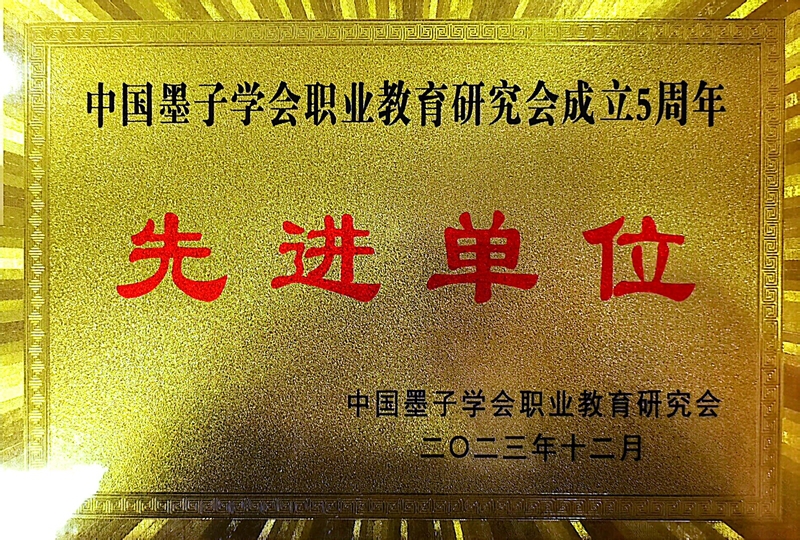 中国墨子学会职业教育研究会成立5周年
先进单位
中国墨子学会职业教育研究会
二〇二三年十二月